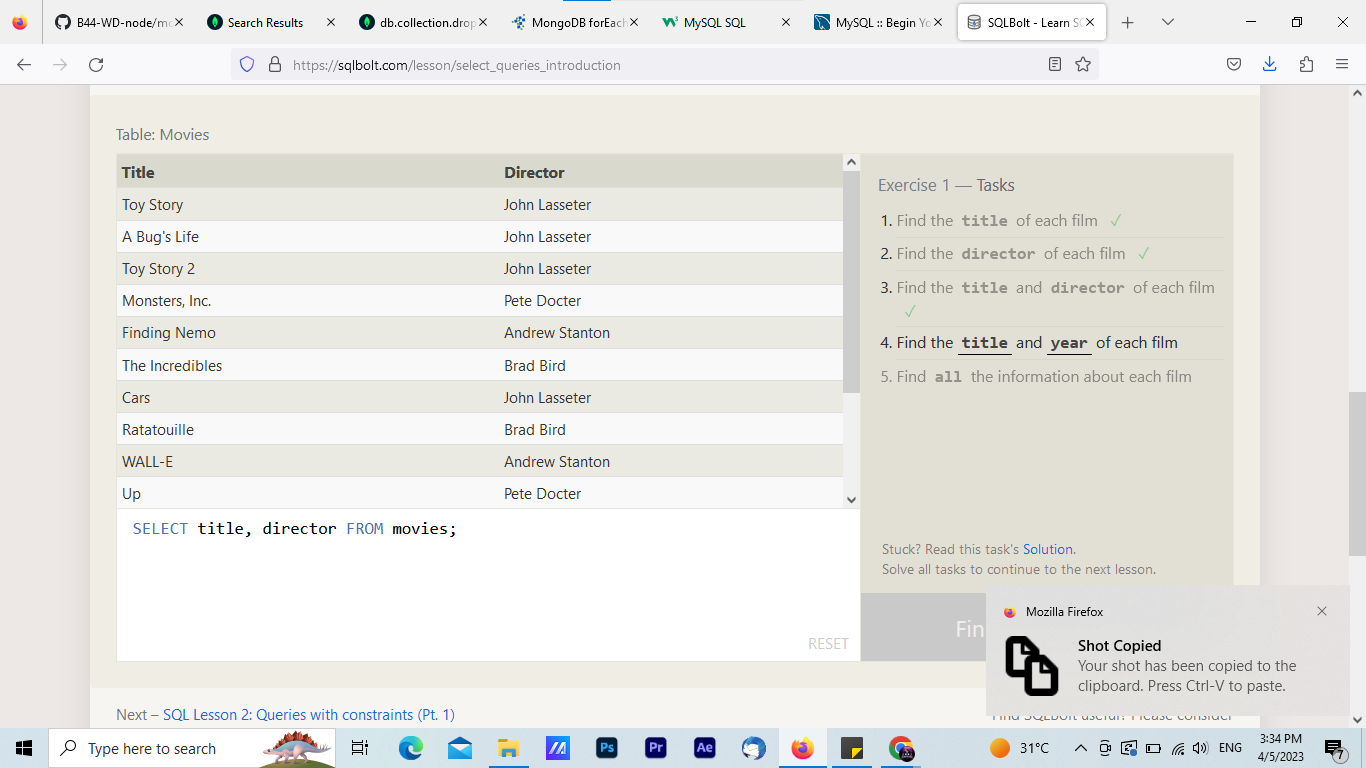 B44-WD-node/mo
Search Results
db.collection.drop
MongoDB forEach
MySQL SQL
MySQL :: Begin Yo
SQLBolt - Learn SQ
https://sqlbolt.com/lesson/select_queries_introduction
Table: Movies
Title Director
Toy Story John Lasseter
A Bug's Life John Lasseter
Toy Story 2 John Lasseter
Monsters, Inc. Pete Docter
Finding Nemo Andrew Stanton
The Incredibles Brad Bird
Cars John Lasseter
Ratatouille Brad Bird
WALL-E Andrew Stanton
Up Pete Docter
SELECT title, director FROM movies;
RESET
Exercise 1 — Tasks
1. Find the title of each film ✓
2. Find the director of each film ✓
3. Find the title and director of each film
✓
4. Find the title and year of each film
5. Find all the information about each film
Stuck? Read this task's Solution.
Solve all tasks to continue to the next lesson.
Fin
Mozilla Firefox
Shot Copied
Your shot has been copied to the
clipboard. Press Ctrl-V to paste.
Next – SQL Lesson 2: Queries with constraints (Pt. 1)
Find SQLBolt useful? Please consider
Type here to search
Ps
Pr
Ae
31°C
ENG
3:34 PM
4/5/2023
7